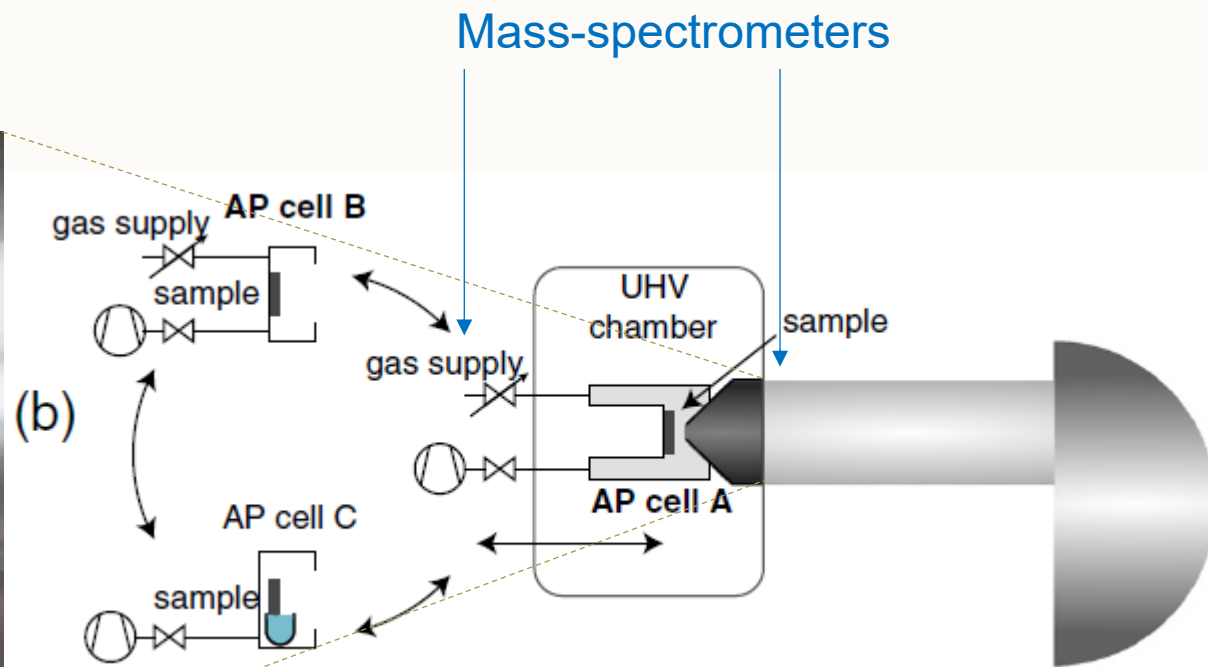 Mass-spectrometers
AP cell B
gas supply
sample
UHV
chamber
sample
gas supply
(b)
AP cell A
AP cell C
sample